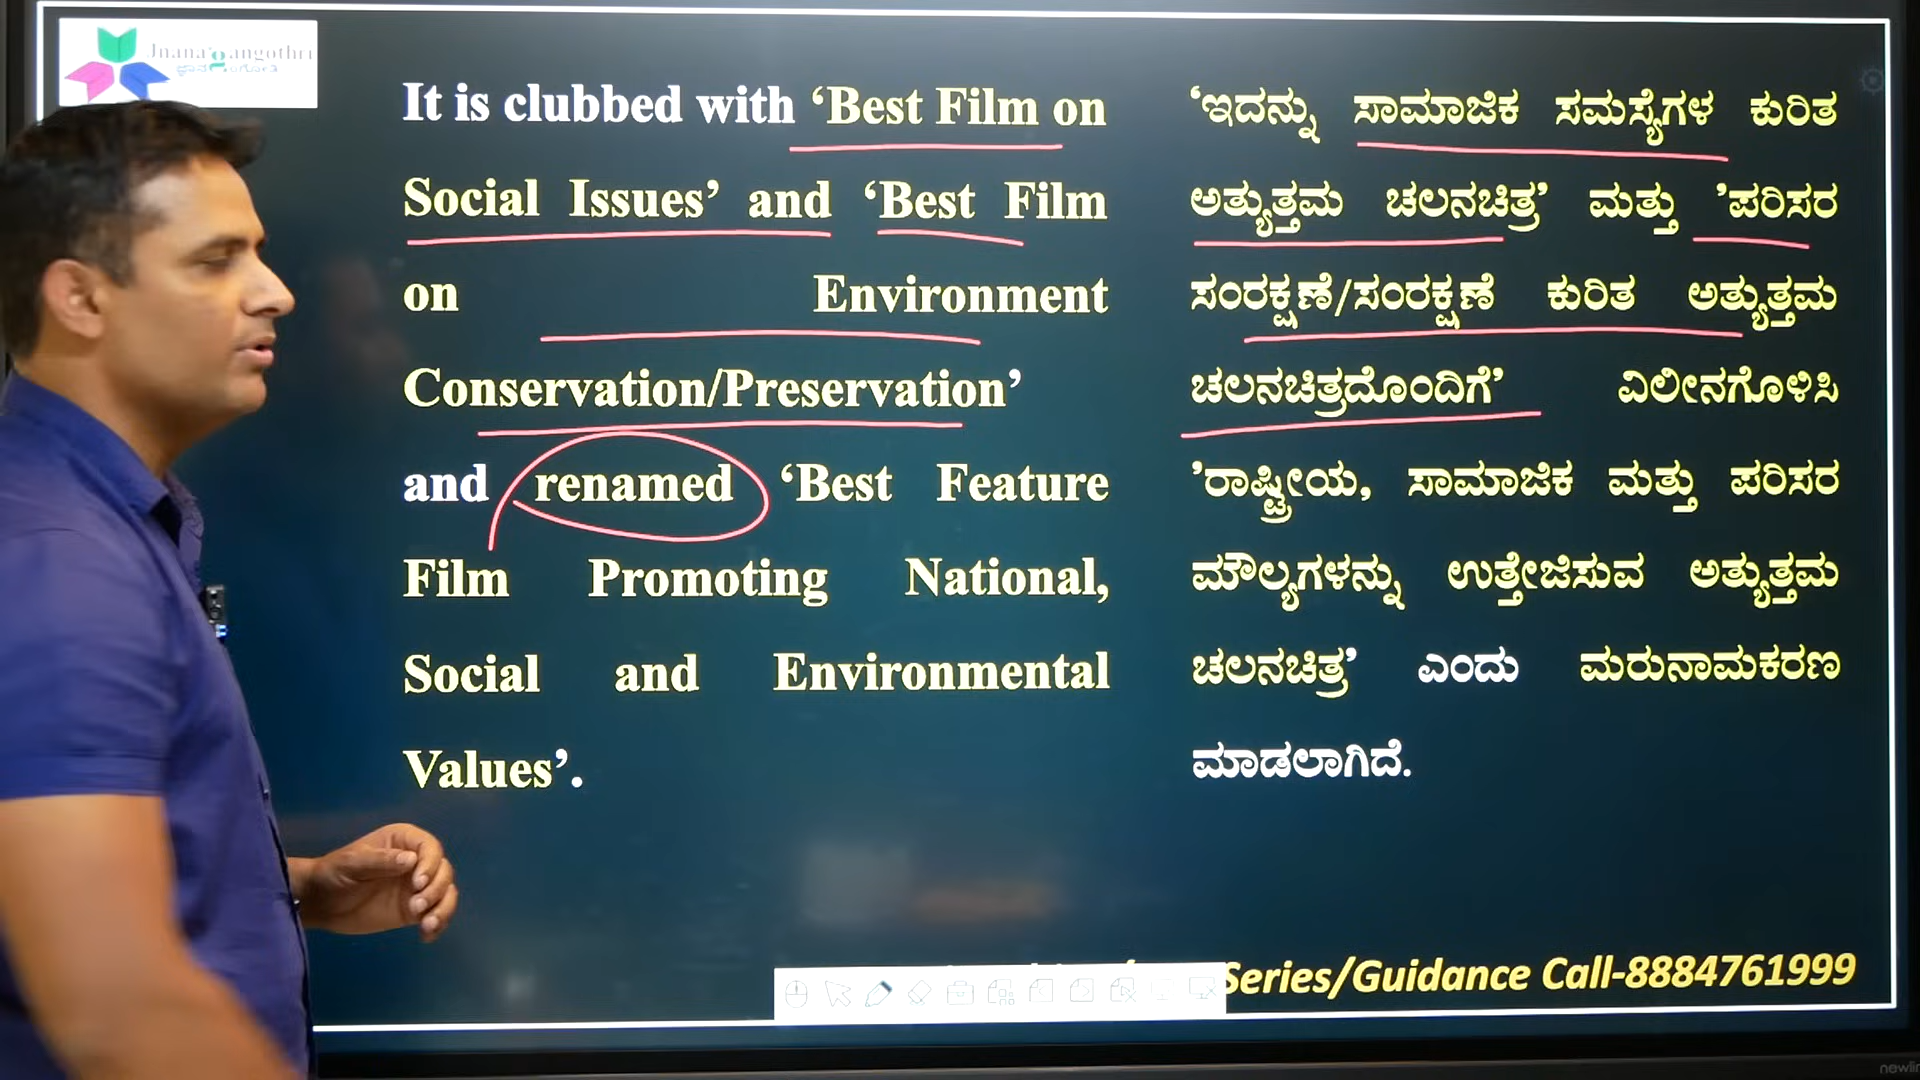 Jnana gangothri
It is clubbed with ‘Best Film on
Social Issues’ and ‘Best Film
on Environment
Conservation/Preservation’
and renamed ‘Best Feature
Film Promoting National,
Social and Environmental
Values’.
‘ಇದನ್ನು ಸಾಮಾಜಿಕ ಸಮಸ್ಯೆಗಳ ಕುರಿತ
ಅತ್ಯುತ್ತಮ ಚಲನಚಿತ್ರ’ ಮತ್ತು ’ಪರಿಸರ
ಸಂರಕ್ಷಣೆ/ಸಂರಕ್ಷಣೆ ಕುರಿತ ಅತ್ಯುತ್ತಮ
ಚಲನಚಿತ್ರದೊಂದಿಗೆ’ ವಿಲೀನಗೊಳಿಸಿ
’ರಾಷ್ಟ್ರೀಯ, ಸಾಮಾಜಿಕ ಮತ್ತು ಪರಿಸರ
ಮೌಲ್ಯಗಳನ್ನು ಉತ್ತೇಜಿಸುವ ಅತ್ಯುತ್ತಮ
ಚಲನಚಿತ್ರ’ ಎಂದು ಮರುನಾಮಕರಣ
ಮಾಡಲಾಗಿದೆ.
Series/Guidance Call-8884761999